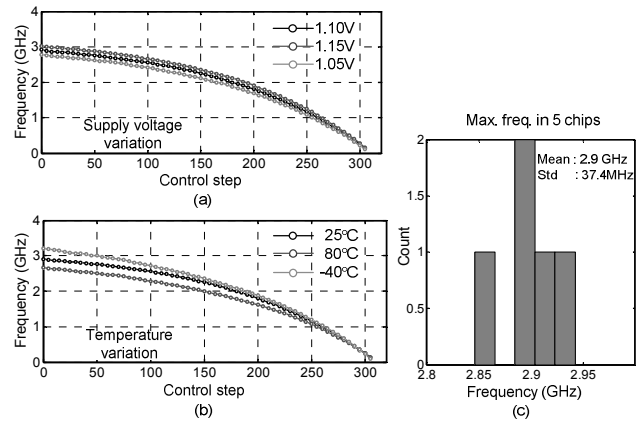 4
3
2
1
0
Frequency (GHz)
1.10V
1.15V
1.05V
Supply voltage
variation
0 50 100 150 200 250 300
Control step
(a)
4
3
2
1
0
Frequency (GHz)
25°C
80°C
-40°C
Temperature
variation
0 50 100 150 200 250 300
Control step
(b)
Max. freq. in 5 chips
2
1.5
1
0.5
0
Count
Mean : 2.9 GHz
Std : 37.4MHz
2.8 2.85 2.9 2.95
Frequency (GHz)
(c)